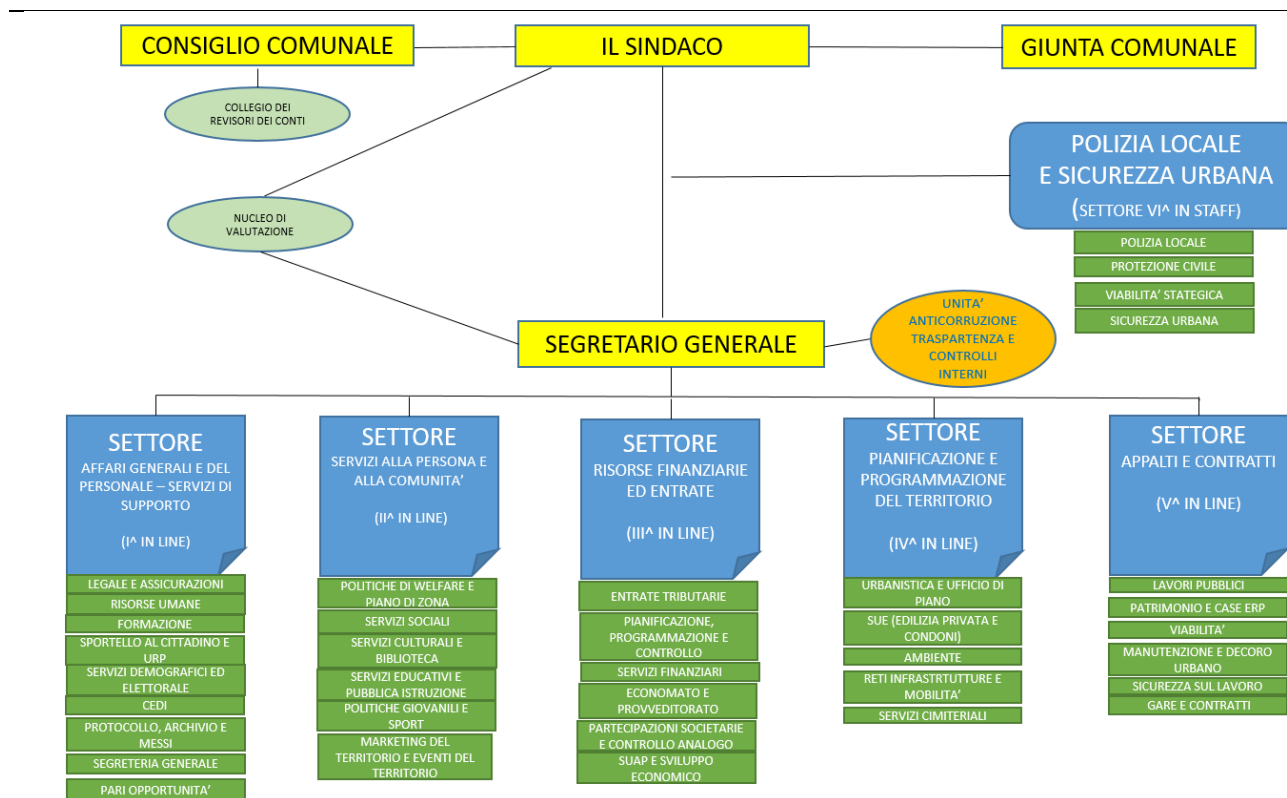 CONSIGLIO COMUNALE
IL SINDACO
GIUNTA COMUNALE
COLLEGIO DEI
REVISORI DEI CONTI
POLIZIA LOCALE
E SICUREZZA URBANA
(SETTORE VI^ IN STAFF)
NUCLEO DI
VALUTAZIONE
POLIZIA LOCALE
PROTEZIONE CIVILE
VIABILITA' STATEGICA
SICUREZZA URBANA
UNITA'
ANTICORRUZIONE
TRASPARTENZA E
CONTROLLI
INTERNI
SEGRETARIO GENERALE
SETTORE
AFFARI GENERALI E DEL
PERSONALE – SERVIZI DI
SUPPORTO
(I^ IN LINE)
LEGALE E ASSICURAZIONI
RISORSE UMANE
FORMAZIONE
SPORTELLO AL CITTADINO E
URP
SERVIZI DEMOGRAFICI ED
ELETTORALE
CEDI
PROTOCOLLO, ARCHIVIO E
MESSI
SEGRETERIA GENERALE
PARI OPPORTUNITA'
SETTORE
SERVIZI ALLA PERSONA E
ALLA COMUNITA'
(II^ IN LINE)
POLITICHE DI WELFARE E
PIANO DI ZONA
SERVIZI SOCIALI
SERVIZI CULTURALI E
BIBLIOTECA
SERVIZI EDUCATIVI E
PUBBLICA ISTRUZIONE
POLITICHE GIOVANILI E
SPORT
MARKETING DEL
TERRITORIO E EVENTI DEL
TERRITORIO
SETTORE
RISORSE FINANZIARIE
ED ENTRATE
(III^ IN LINE)
ENTRATE TRIBUTARIE
PIANIFICAZIONE,
PROGRAMMAZIONE E
CONTROLLO
SERVIZI FINANZIARI
ECONOMATO E
PROVVEDITORATO
PARTECIPAZIONI SOCIETARIE
E CONTROLLO ANALOGO
SUAP E SVILUPPO
ECONOMICO
SETTORE
PIANIFICAZIONE E
PROGRAMMAZIONE
DEL TERRITORIO
(IV^ IN LINE)
URBANISTICA E UFFICIO DI
PIANO
SUE (EDILIZIA PRIVATA E
CONDONI)
AMBIENTE
RETI INFRASTRTUTTURE E
MOBILITA'
SERVIZI CIMITERIALI
SETTORE
APPALTI E CONTRATTI
(V^ IN LINE)
LAVORI PUBBLICI
PATRIMONIO E CASE ERP
VIABILITA'
MANUTENZIONE E DECORO
URBANO
SICUREZZA SUL LAVORO
GARE E CONTRATTI